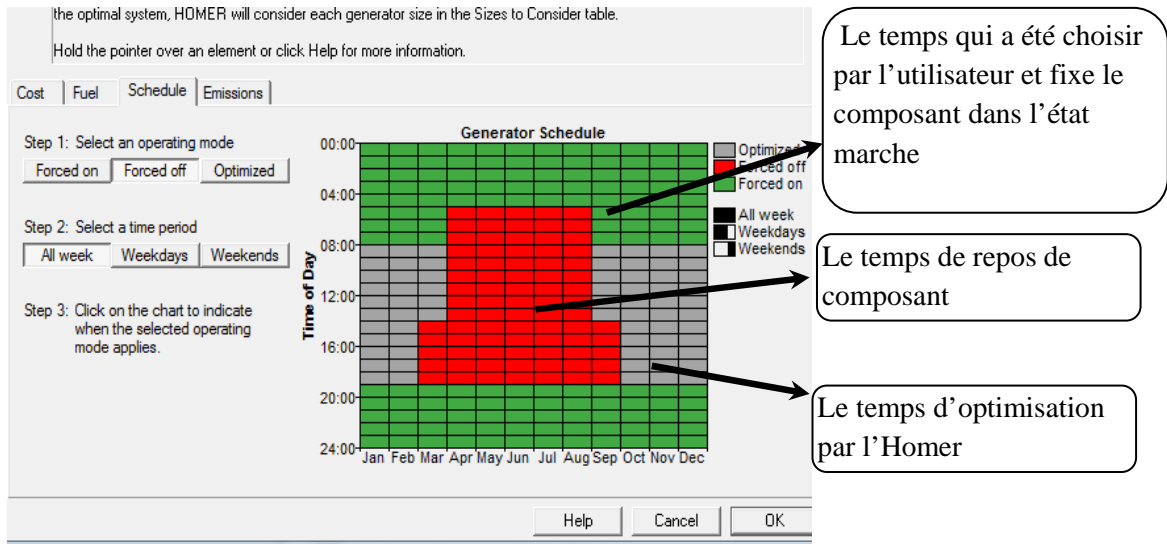 the optimal system, HOMER will consider each generator size in the Sizes to Consider table.
Hold the pointer over an element or click Help for more information.
Cost Fuel Schedule Emissions
Step 1: Select an operating mode
Forced on Forced off Optimized
Step 2: Select a time period
All week Weekdays Weekends
Step 3: Click on the chart to indicate
when the selected operating
mode applies.
Generator Schedule
Time of Day
00:00
04:00
08:00
12:00
16:00
20:00
24:00
Jan Feb Mar Apr May Jun Jul Aug Sep Oct Nov Dec
Optimized
Forced off
Forced on
All week
Weekdays
Weekends
Help Cancel OK
Le temps qui a été choisir
par l’utilisateur et fixe le
composant dans l’état
marche
Le temps de repos de
composant
Le temps d’optimisation
par l’Homer